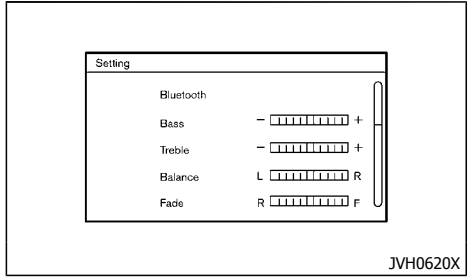 Setting
Bluetooth
Bass − +
Treble − +
Balance L R
Fade R F
JVH0620X